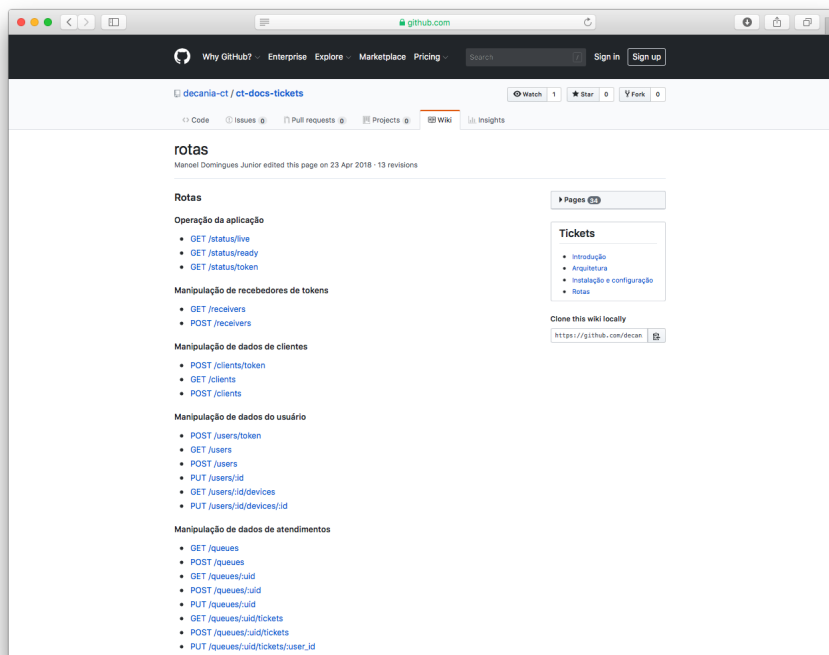 github.com
Why GitHub? Enterprise Explore Marketplace Pricing Search / Sign in Sign up
decania-ct / ct-docs-tickets Watch 1 Star 0 Fork 0
Code Issues 0 Pull requests 0 Projects 0 Wiki Insights
rotas
Manoel Domingues Junior edited this page on 23 Apr 2018 · 13 revisions
Rotas
Operação da aplicação
GET /status/live
GET /status/ready
GET /status/token
Manipulação de recebedores de tokens
GET /receivers
POST /receivers
Manipulação de dados de clientes
POST /clients/token
GET /clients
POST /clients
Manipulação de dados do usuário
POST /users/token
GET /users
POST /users
PUT /users/:id
GET /users/:id/devices
PUT /users/:id/devices/:id
Manipulação de dados de atendimentos
GET /queues
POST /queues
GET /queues/:uid
POST /queues/:uid
PUT /queues/:uid
GET /queues/:uid/tickets
POST /queues/:uid/tickets
PUT /queues/:uid/tickets/:user_id
Pages 34
Tickets
Introdução
Arquitetura
Instalação e configuração
Rotas
Clone this wiki locally
https://github.com/decan